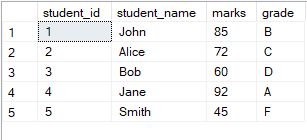 student_id student_name marks grade
1 1 John 85 B
2 2 Alice 72 C
3 3 Bob 60 D
4 4 Jane 92 A
5 5 Smith 45 F